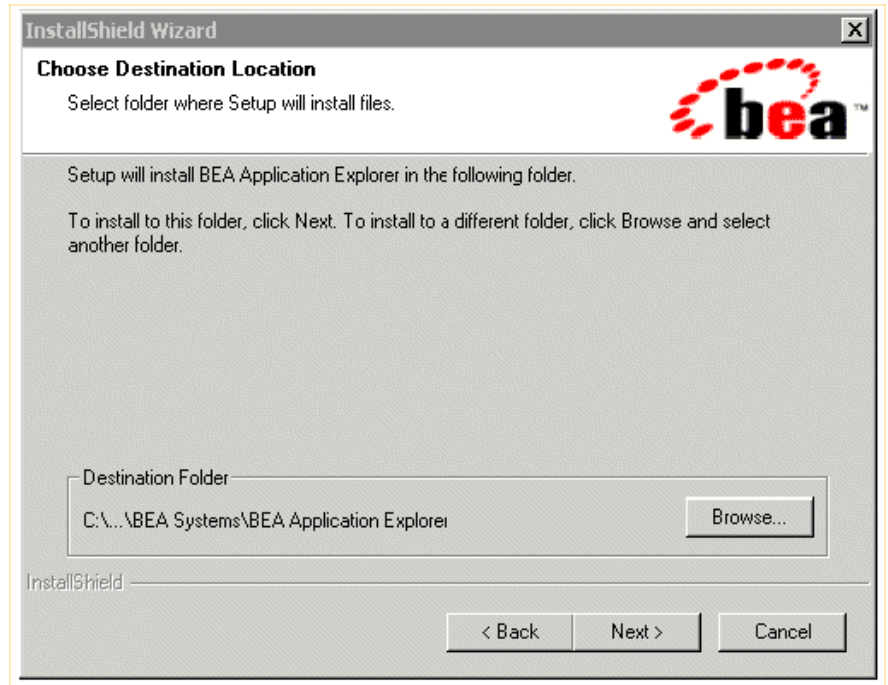 InstallShield Wizard
Choose Destination Location
Select folder where Setup will install files.
bea™
Setup will install BEA Application Explorer in the following folder.
To install to this folder, click Next. To install to a different folder, click Browse and select
another folder.
Destination Folder
C:\...\BEA Systems\BEA Application Explorer
Browse...
InstallShield
< Back
Next >
Cancel